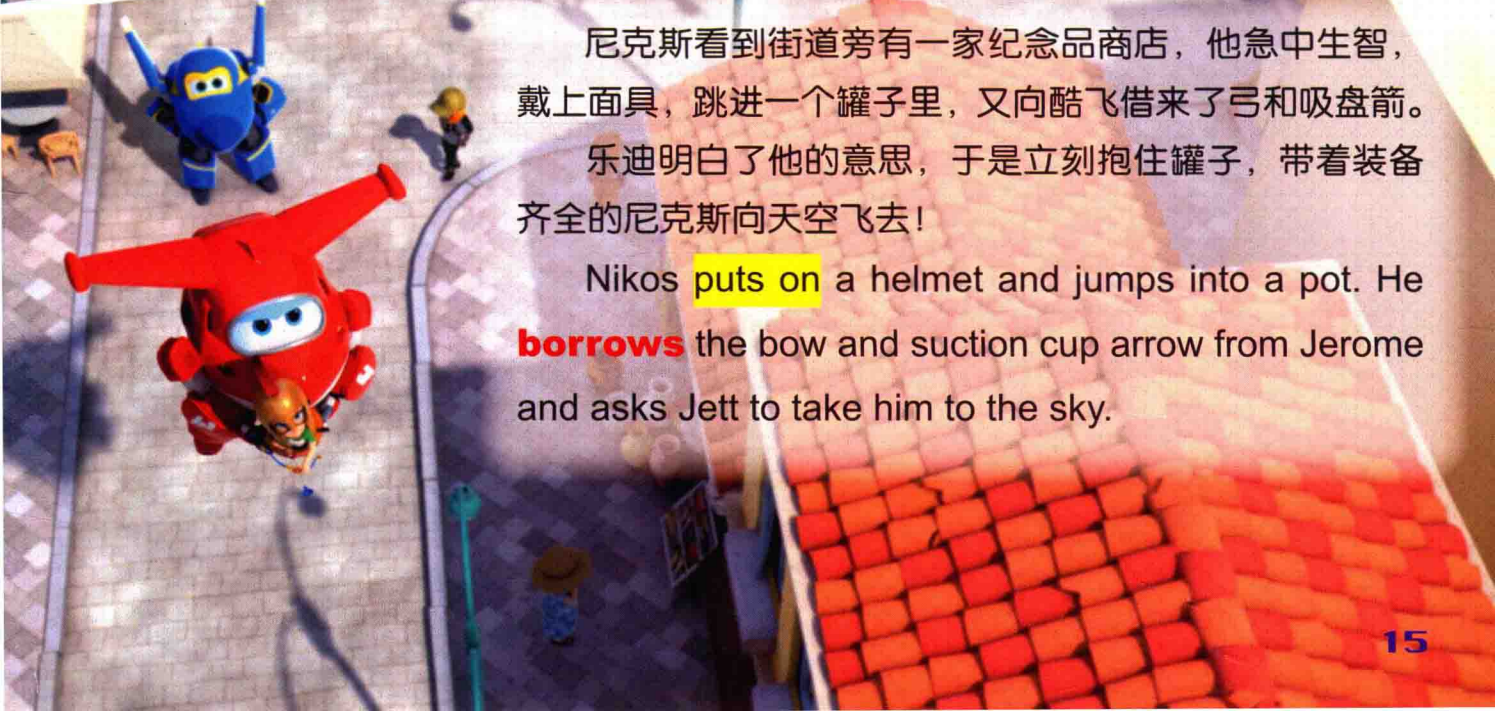 尼克斯看到街道旁有一家纪念品商店，他急中生智，
戴上面具，跳进一个罐子里，又向酷飞借来了弓和吸盘箭。
乐迪明白了他的意思，于是立刻抱住罐子，带着装备
齐全的尼克斯向天空飞去！
Nikos puts on a helmet and jumps into a pot. He
borrows the bow and suction cup arrow from Jerome
and asks Jett to take him to the sky.
15